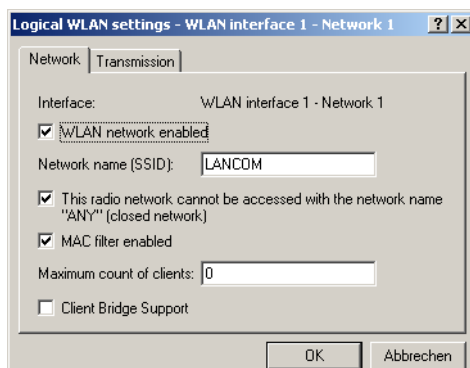 Logical WLAN settings - WLAN interface 1 - Network 1
Network
Transmission
Interface: WLAN interface 1 - Network 1
WLAN network enabled
Network name (SSID): LANCOM
This radio network cannot be accessed with the network name
"ANY" (closed network)
MAC filter enabled
Maximum count of clients: 0
Client Bridge Support
OK
Abbrechen